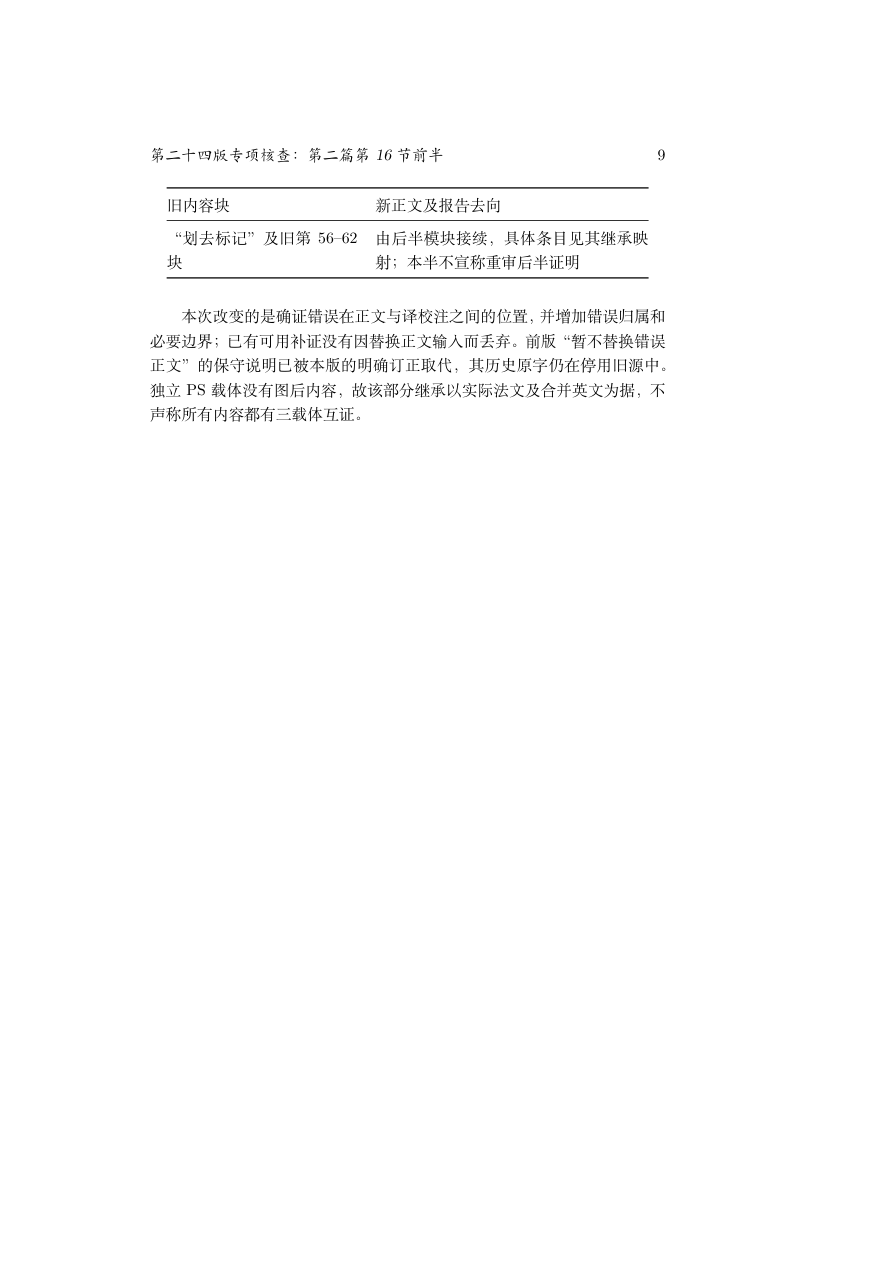 第二十四版专项核查：第二篇第 16 节前半 9
旧内容块 新正文及报告去向
“划去标记”及旧第 56–62 由后半模块接续，具体条目见其继承映
块 射；本半不宣称重审后半证明
本次改变的是确证错误在正文与译校注之间的位置，并增加错误归属和
必要边界；已有可用补证没有因替换正文输入而丢弃。前版“暂不替换错误
正文”的保守说明已被本版的明确订正取代，其历史原字仍在停用旧源中。
独立 PS 载体没有图后内容，故该部分继承以实际法文及合并英文为据，不
声称所有内容都有三载体互证。